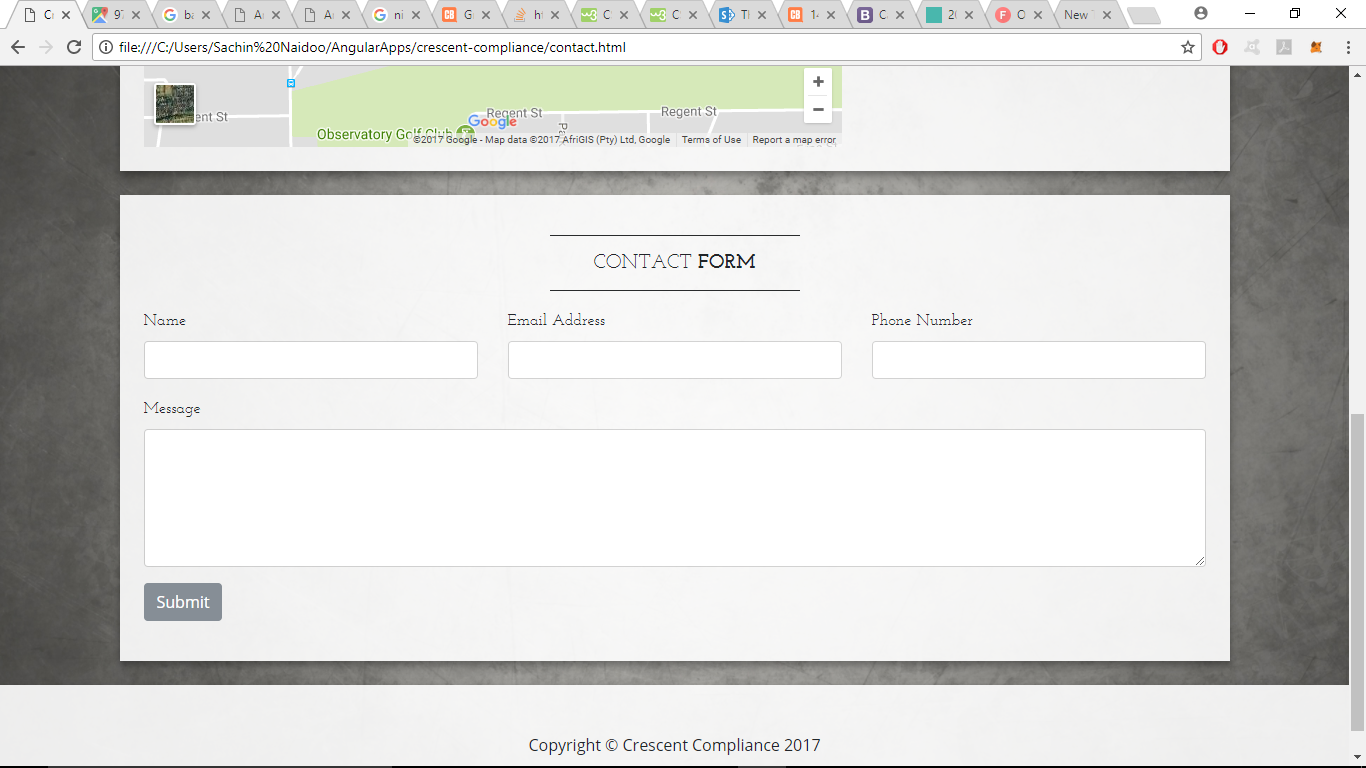 Cr 97 ba A A ni G ht C C Tl 14 C 20 O New T
file:///C:/Users/Sachin%20Naidoo/AngularApps/crescent-compliance/contact.html
ent St
Regent St
Regent St
Observatory Golf Club
Google
©2017 Google - Map data ©2017 AfriGIS (Pty) Ltd, Google
Terms of Use
Report a map error
CONTACT FORM
Name
Email Address
Phone Number
Message
Submit
Copyright © Crescent Compliance 2017